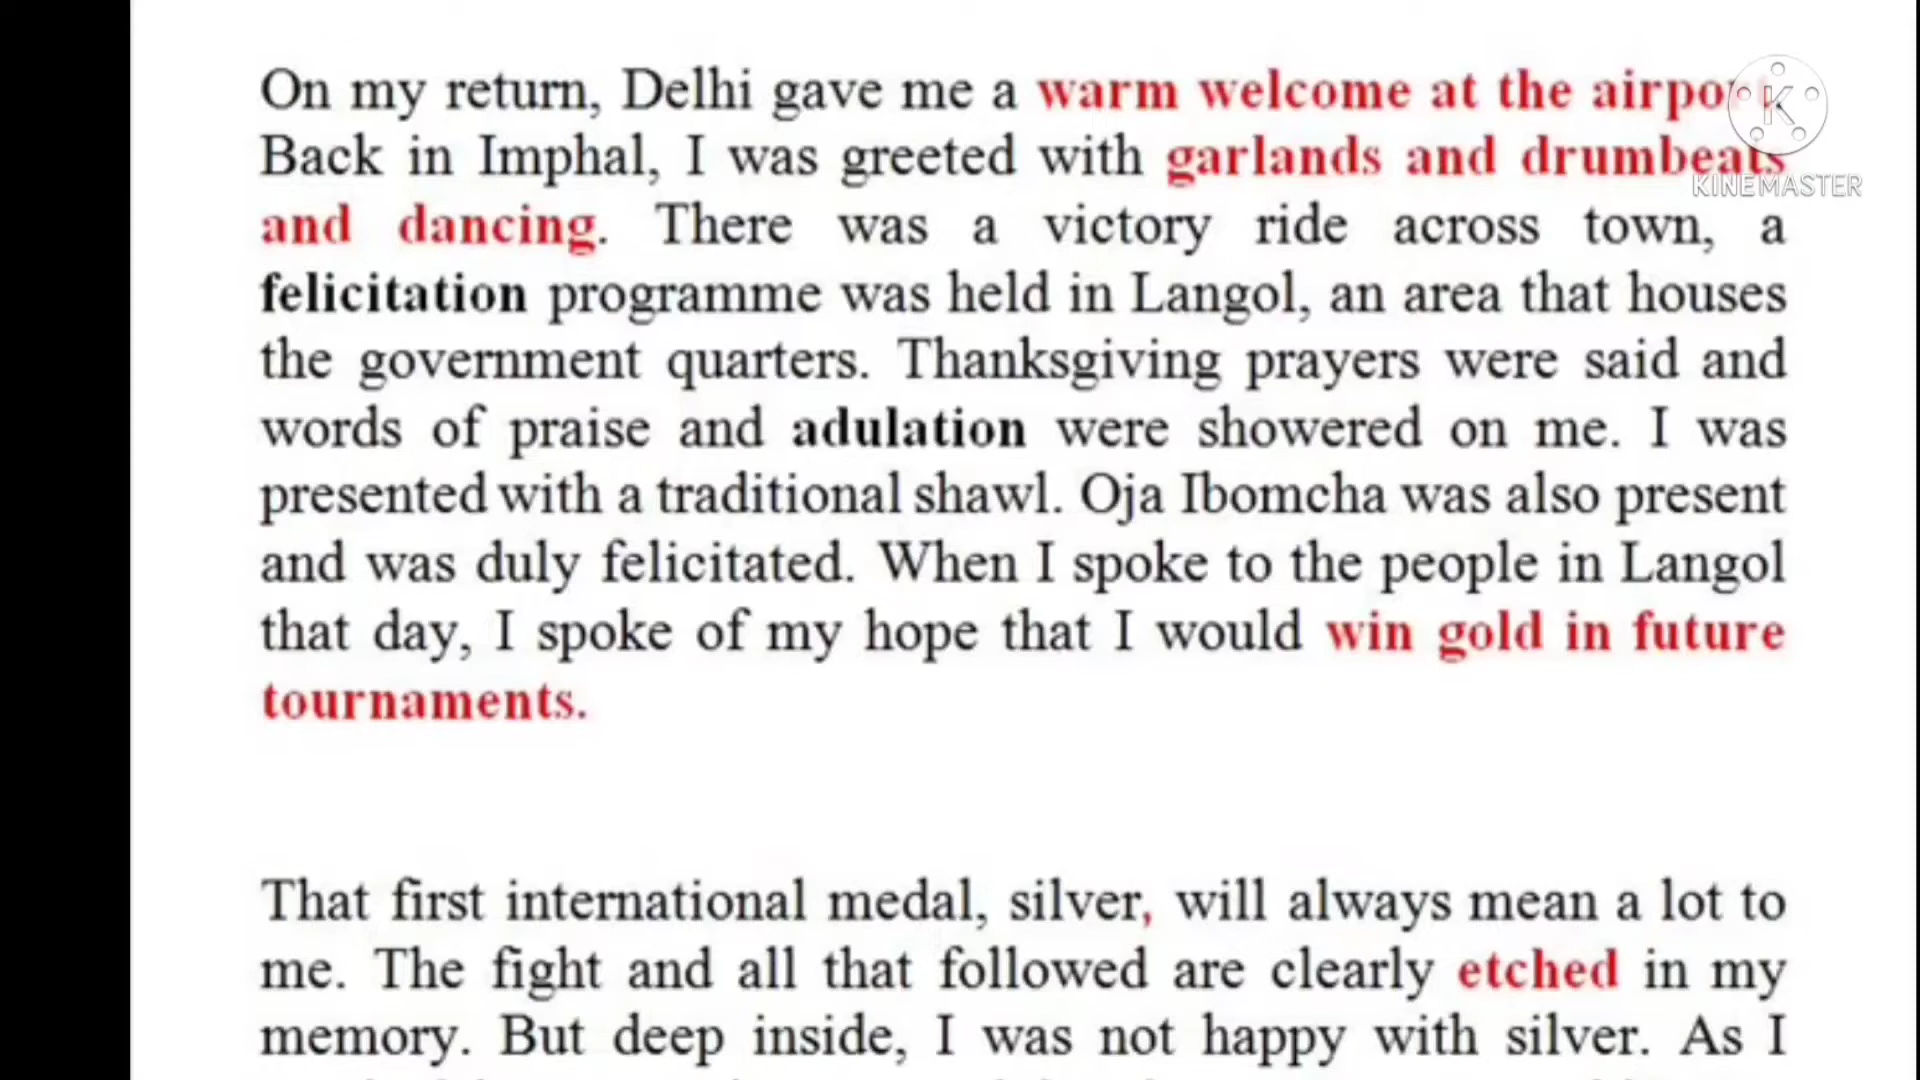 On my return, Delhi gave me a warm welcome at the airport.
Back in Imphal, I was greeted with garlands and drumbeats
and dancing. There was a victory ride across town, a
felicitation programme was held in Langol, an area that houses
the government quarters. Thanksgiving prayers were said and
words of praise and adulation were showered on me. I was
presented with a traditional shawl. Oja Ibomcha was also present
and was duly felicitated. When I spoke to the people in Langol
that day, I spoke of my hope that I would win gold in future
tournaments.
That first international medal, silver, will always mean a lot to
me. The fight and all that followed are clearly etched in my
memory. But deep inside, I was not happy with silver. As I
K
KINEMASTER